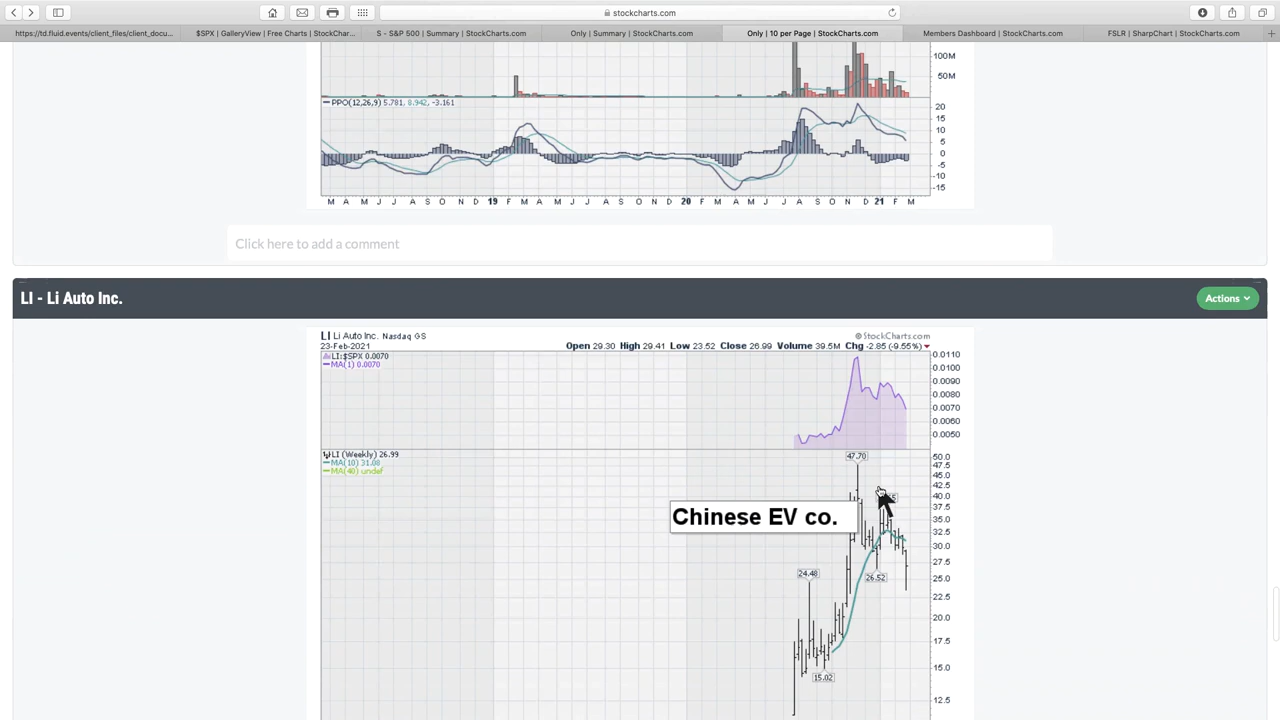 stockcharts.com
https://td.fluid.events/client_files/client_docu...
$SPX | GalleryView | Free Charts | StockChar...
S - S&P 500 | Summary | StockCharts.com
Only | Summary | StockCharts.com
Only | 10 per Page | StockCharts.com
Members Dashboard | StockCharts.com
FSLR | SharpChart | StockCharts.com
100M
50M
PPO(12,26,9) 5.781, 8.942, -3.161
20
15
10
5
0
-5
-10
-15
M A M J J A S O N D 19 F M A M J J A S O N D 20 F M A M J J A S O N D 21 F M
Click here to add a comment
LI - Li Auto Inc.
Actions
LI Li Auto Inc. Nasdaq GS
© StockCharts.com
23-Feb-2021
Open 29.30 High 29.41 Low 23.52 Close 26.99 Volume 39.5M Chg -2.85 (-9.55%)
LI:$SPX 0.0070
MA(1) 0.0070
0.0110
0.0100
0.0090
0.0080
0.0070
0.0060
0.0050
LI (Weekly) 26.99
MA(10) 31.08
MA(40) undef
47.70
Chinese EV co.
24.48
26.52
15.02
50.0
47.5
45.0
42.5
40.0
37.5
35.0
32.5
30.0
27.5
25.0
22.5
20.0
17.5
15.0
12.5